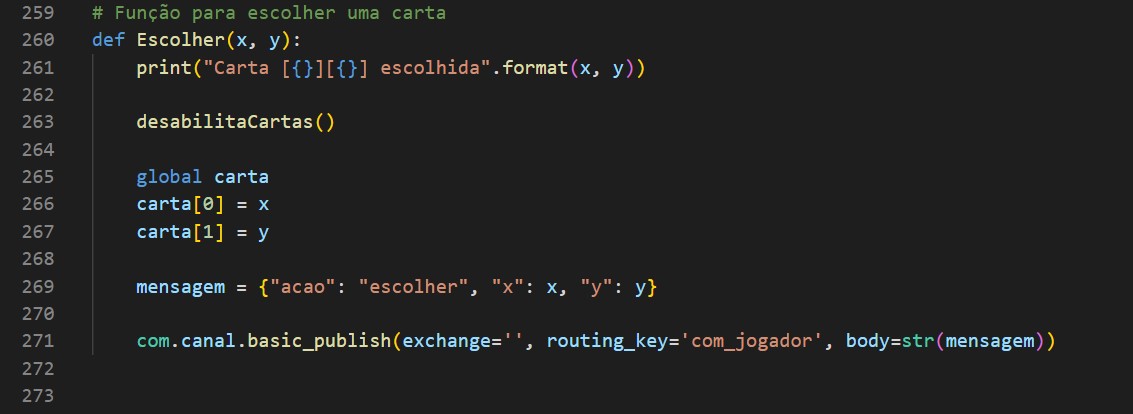 259 # Função para escolher uma carta
260 def Escolher(x, y):
261     print("Carta [{}][{}] escolhida".format(x, y))
262
263     desabilitaCartas()
264
265     global carta
266     carta[0] = x
267     carta[1] = y
268
269     mensagem = {"acao": "escolher", "x": x, "y": y}
270
271     com.canal.basic_publish(exchange='', routing_key='com_jogador', body=str(mensagem))
272
273